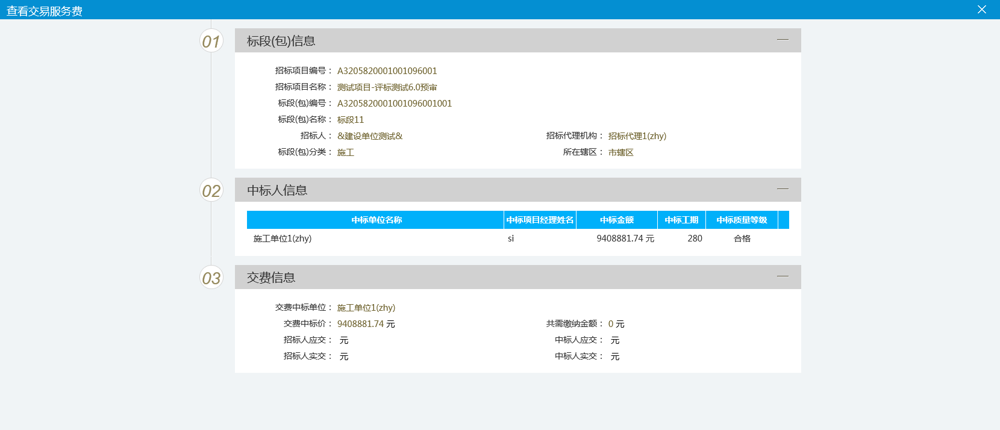 查看交易服务费
01 标段(包)信息
招标项目编号： A3205820001001096001
招标项目名称： 测试项目-评标测试6.0预审
标段(包)编号： A3205820001001096001001
标段(包)名称： 标段11
招标人： &建设单位测试& 招标代理机构： 招标代理1(zhy)
标段(包)分类： 施工 所在辖区： 市辖区
02 中标人信息
中标单位名称 中标项目经理姓名 中标金额 中标工期 中标质量等级
施工单位1(zhy) si 9408881.74 元 280 合格
03 交费信息
交费中标单位： 施工单位1(zhy)
交费中标价： 9408881.74 元 共需缴纳金额： 0 元
招标人应交： 元 中标人应交： 元
招标人实交： 元 中标人实交： 元